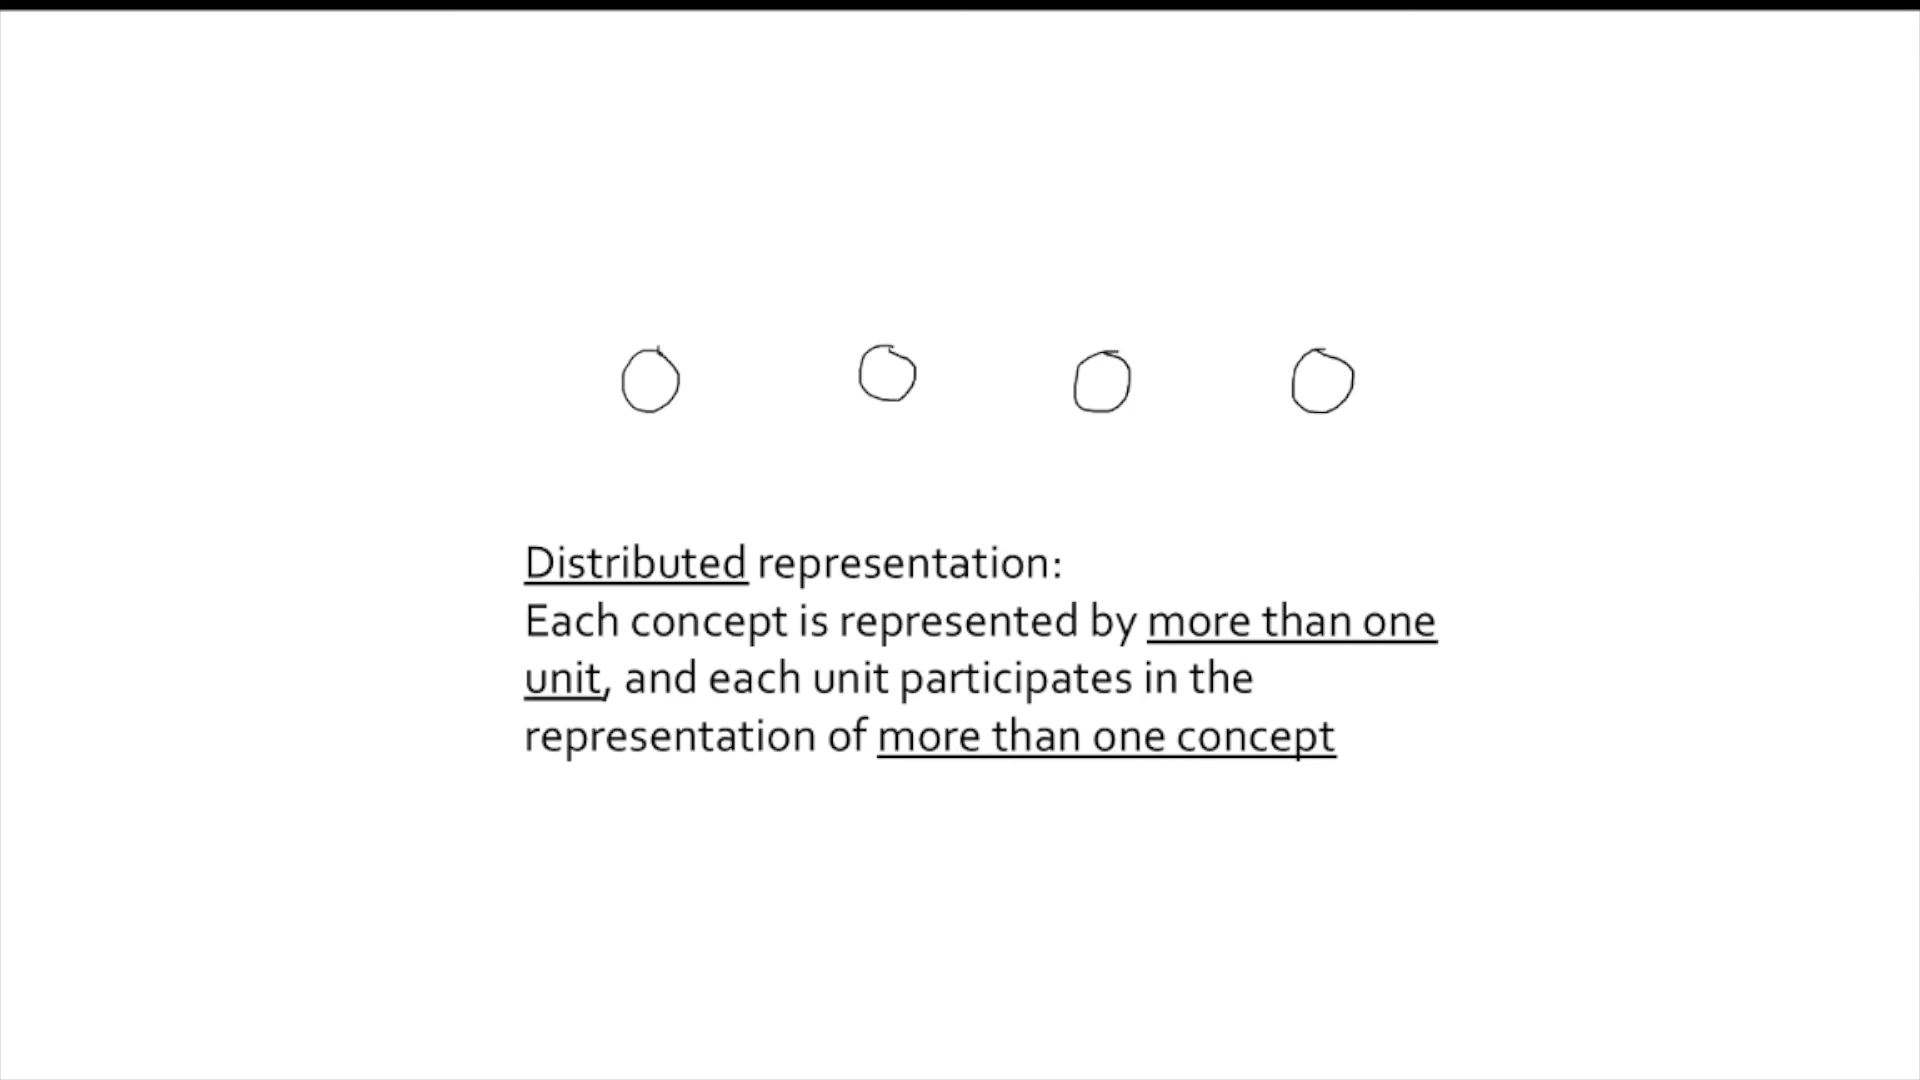 Distributed representation:
Each concept is represented by more than one
unit, and each unit participates in the
representation of more than one concept